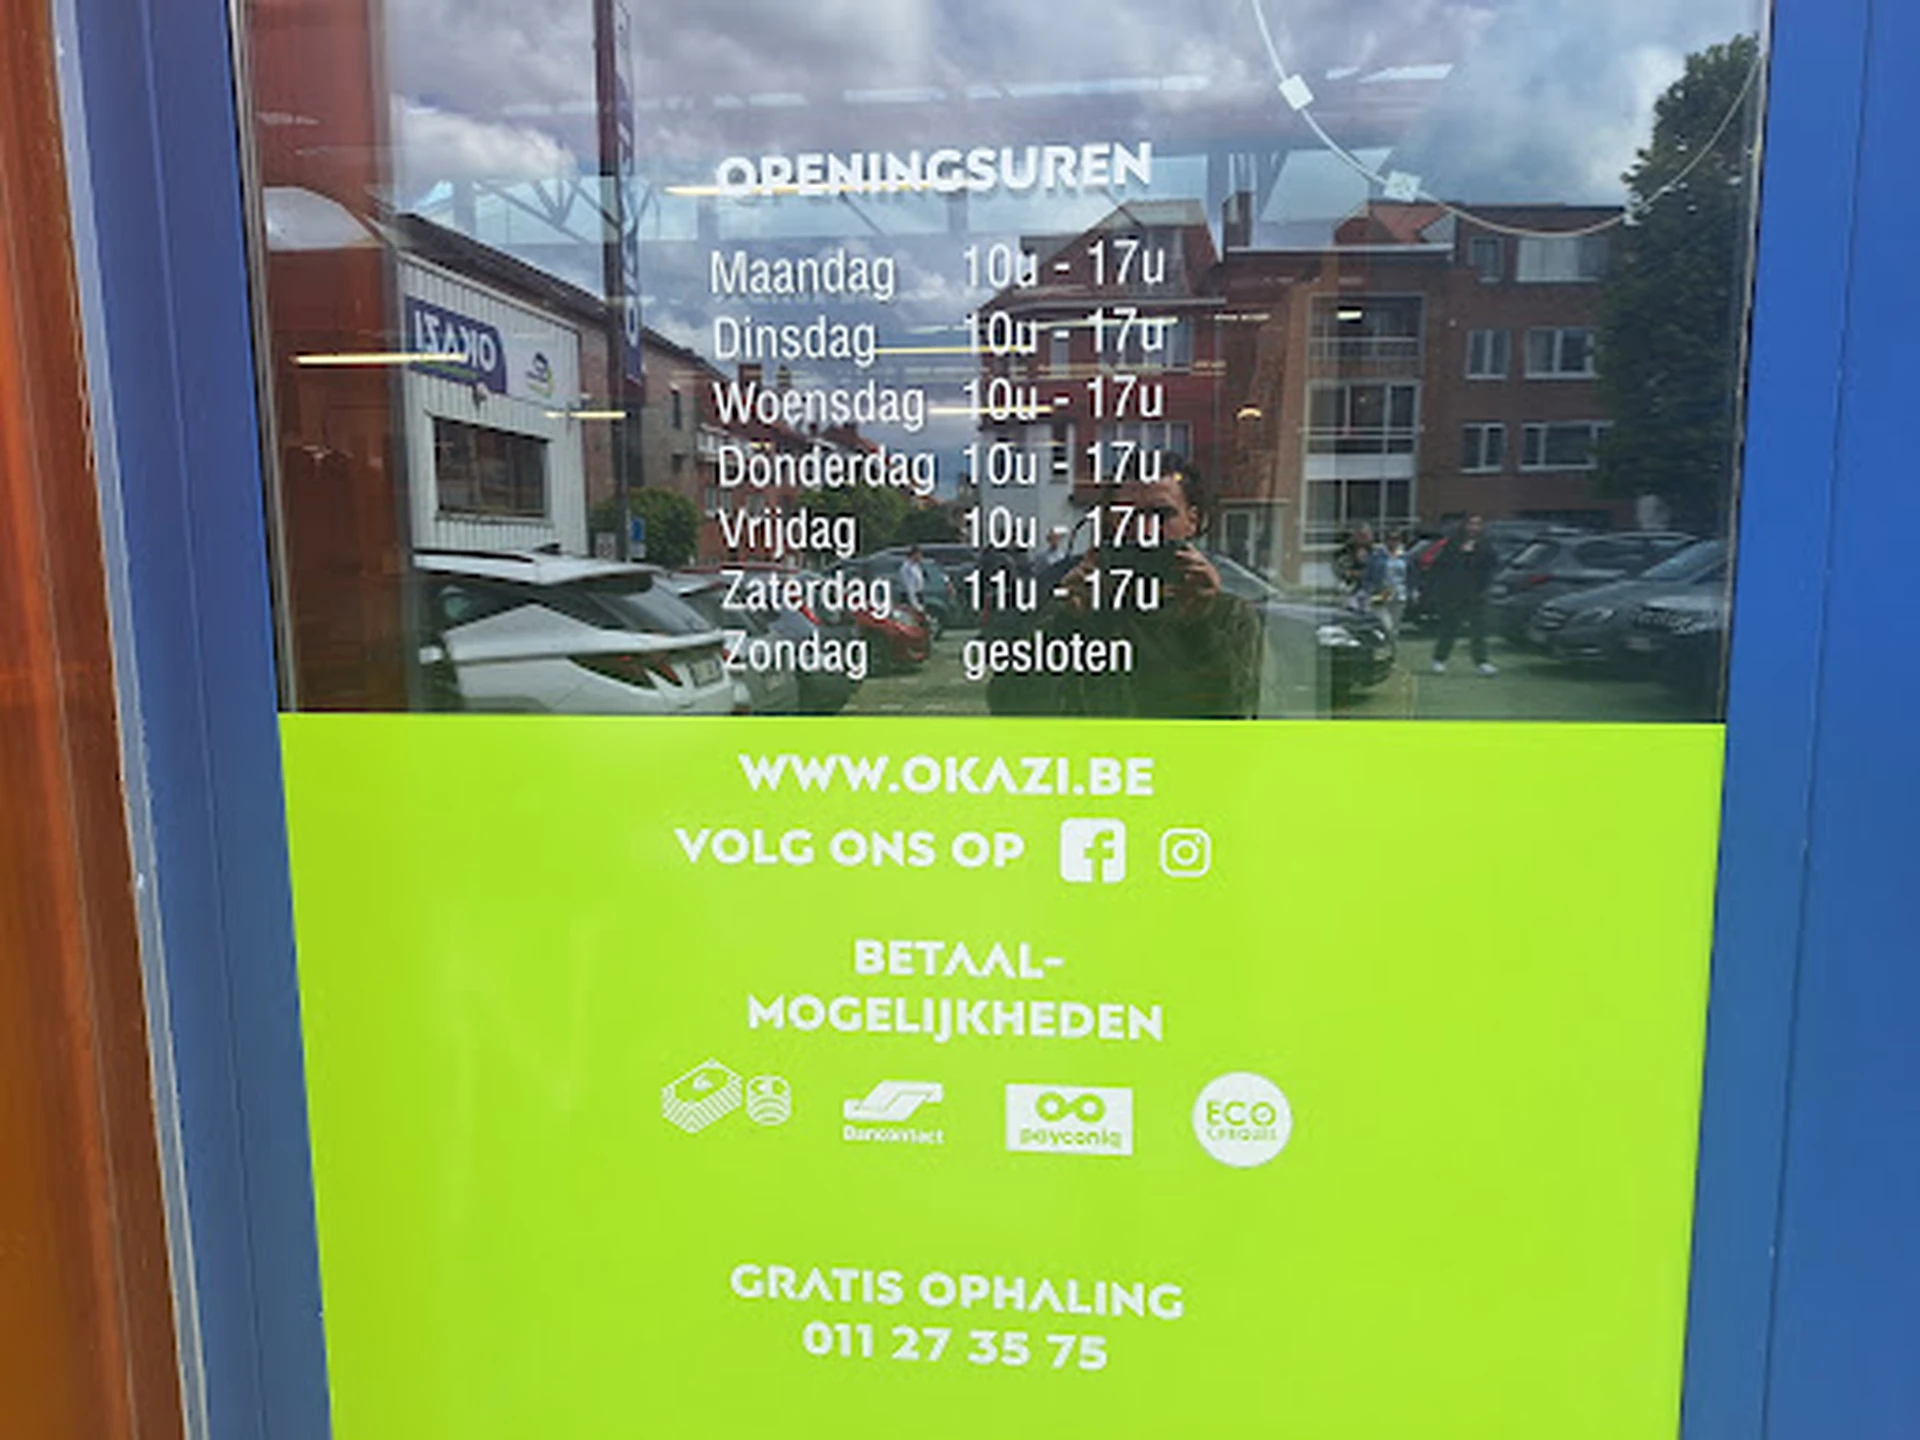 OPENINGSUREN
Maandag 10u - 17u
Dinsdag 10u - 17u
Woensdag 10u - 17u
Donderdag 10u - 17u
Vrijdag 10u - 17u
Zaterdag 11u - 17u
Zondag gesloten
OKAZI
WWW.OKAZI.BE
VOLG ONS OP
BETAAL-
MOGELIJKHEDEN
Bancontact
payconiq
ECO
CHEQUES
GRATIS OPHALING
011 27 35 75